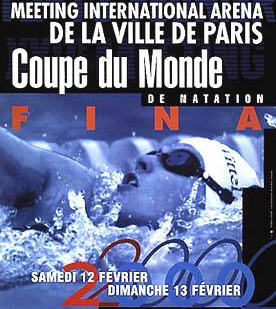 MEETING INTERNATIONAL ARENA
DE LA VILLE DE PARIS
Coupe du Monde
DE NATATION
FINA
2000
SAMEDI 12 FÉVRIER
DIMANCHE 13 FÉVRIER